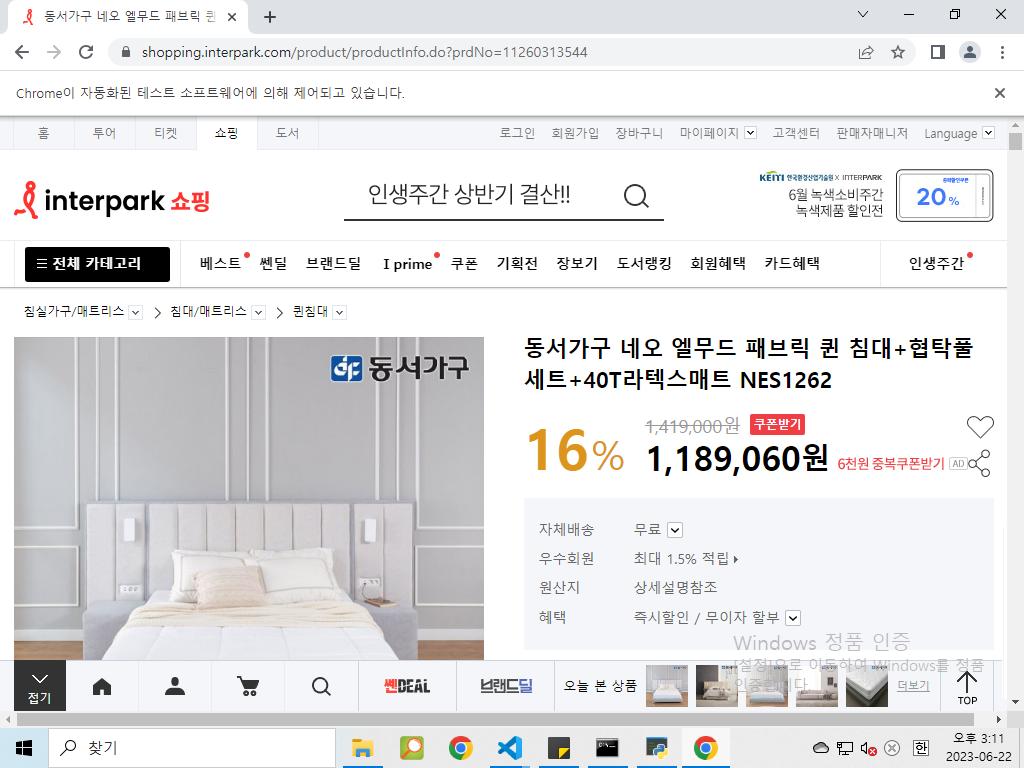 동서가구 네오 엘무드 패브릭 퀸
shopping.interpark.com/product/productInfo.do?prdNo=11260313544
Chrome이 자동화된 테스트 소프트웨어에 의해 제어되고 있습니다.
홈 투어 티켓 쇼핑 도서 로그인 회원가입 장바구니 마이페이지 고객센터 판매자매니저 Language
interpark 쇼핑
인생주간 상반기 결산!!
KEITI 한국환경산업기술원 X INTERPARK
6월 녹색소비주간
녹색제품 할인전
20%
전체 카테고리 베스트 쎈딜 브랜드딜 I prime 쿠폰 기획전 장보기 도서랭킹 회원혜택 카드혜택 인생주간
침실가구/매트리스 침대/매트리스 퀸침대
동서가구
동서가구 네오 엘무드 패브릭 퀸 침대+협탁풀
세트+40T라텍스매트 NES1262
16%
1,419,000원 쿠폰받기
1,189,060원 6천원 중복쿠폰받기 AD
자체배송 무료
우수회원 최대 1.5% 적립
원산지 상세설명참조
혜택 즉시할인 / 무이자 할부
Windows 정품 인증
[설정]으로 이동하여 Windows를 정품
인증합니다.
접기
쎈DEAL
브랜드딜
오늘 본 상품
더보기
TOP
찾기
한
오후 3:11
2023-06-22